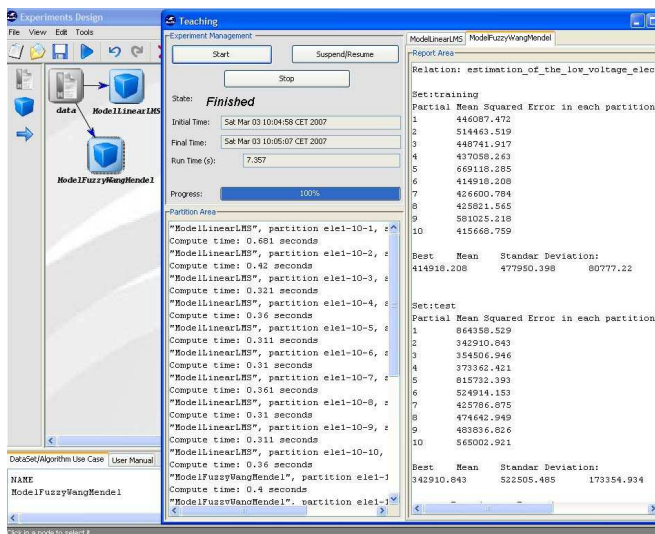 Experiments Design
File View Edit Tools
data
ModelLinearLMS
ModelFuzzyWangMendel
DataSet/Algorithm Use Case User Manual
NAME
ModelFuzzyWangMendel
Click in a node to select it
Teaching
Experiment Management
Start Suspend/Resume
Stop
State: Finished
Initial Time: Sat Mar 03 10:04:58 CET 2007
Final Time: Sat Mar 03 10:05:07 CET 2007
Run Time (s): 7.357
Progress: 100%
Partition Area
"ModelLinearLMS", partition ele1-10-1, s
Compute time: 0.681 seconds
"ModelLinearLMS", partition ele1-10-2, s
Compute time: 0.42 seconds
"ModelLinearLMS", partition ele1-10-3, s
Compute time: 0.321 seconds
"ModelLinearLMS", partition ele1-10-4, s
Compute time: 0.36 seconds
"ModelLinearLMS", partition ele1-10-5, s
Compute time: 0.311 seconds
"ModelLinearLMS", partition ele1-10-6, s
Compute time: 0.31 seconds
"ModelLinearLMS", partition ele1-10-7, s
Compute time: 0.361 seconds
"ModelLinearLMS", partition ele1-10-8, s
Compute time: 0.31 seconds
"ModelLinearLMS", partition ele1-10-9, s
Compute time: 0.311 seconds
"ModelLinearLMS", partition ele1-10-10,
Compute time: 0.36 seconds
"ModelFuzzyWangMendel", partition ele1-1
Compute time: 0.4 seconds
"ModelFuzzyWangMendel", partition ele1-1
ModelLinearLMS ModelFuzzyWangMendel
Report Area
Relation: estimation_of_the_low_voltage_elec
Set:training
Partial Mean Squared Error in each partition
1 446087.472
2 514463.519
3 448741.917
4 437058.263
5 669118.285
6 414918.208
7 426600.784
8 425821.565
9 581025.218
10 415668.759
Best Mean Standar Deviation:
414918.208 477950.398 80777.22
Set:test
Partial Mean Squared Error in each partition
1 864358.529
2 342910.843
3 354506.946
4 373362.421
5 815732.393
6 524914.153
7 425786.875
8 474642.949
9 483836.826
10 565002.921
Best Mean Standar Deviation:
342910.843 522505.485 173354.934